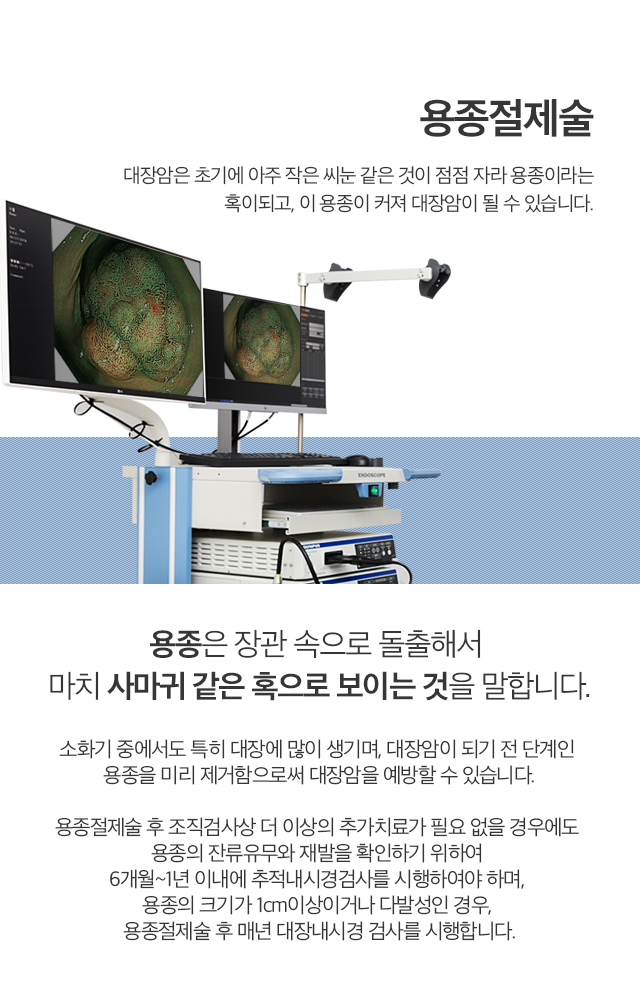 용종절제술
대장암은 초기에 아주 작은 씨눈 같은 것이 점점 자라 용종이라는
혹이되고, 이 용종이 커져 대장암이 될 수 있습니다.
LG
ENDOSCOPE
용종은 장관 속으로 돌출해서
마치 사마귀 같은 혹으로 보이는 것을 말합니다.
소화기 중에서도 특히 대장에 많이 생기며, 대장암이 되기 전 단계인
용종을 미리 제거함으로써 대장암을 예방할 수 있습니다.
용종절제술 후 조직검사상 더 이상의 추가치료가 필요 없을 경우에도
용종의 잔류유무와 재발을 확인하기 위하여
6개월~1년 이내에 추적내시경검사를 시행하여야 하며,
용종의 크기가 1cm이상이거나 다발성인 경우,
용종절제술 후 매년 대장내시경 검사를 시행합니다.